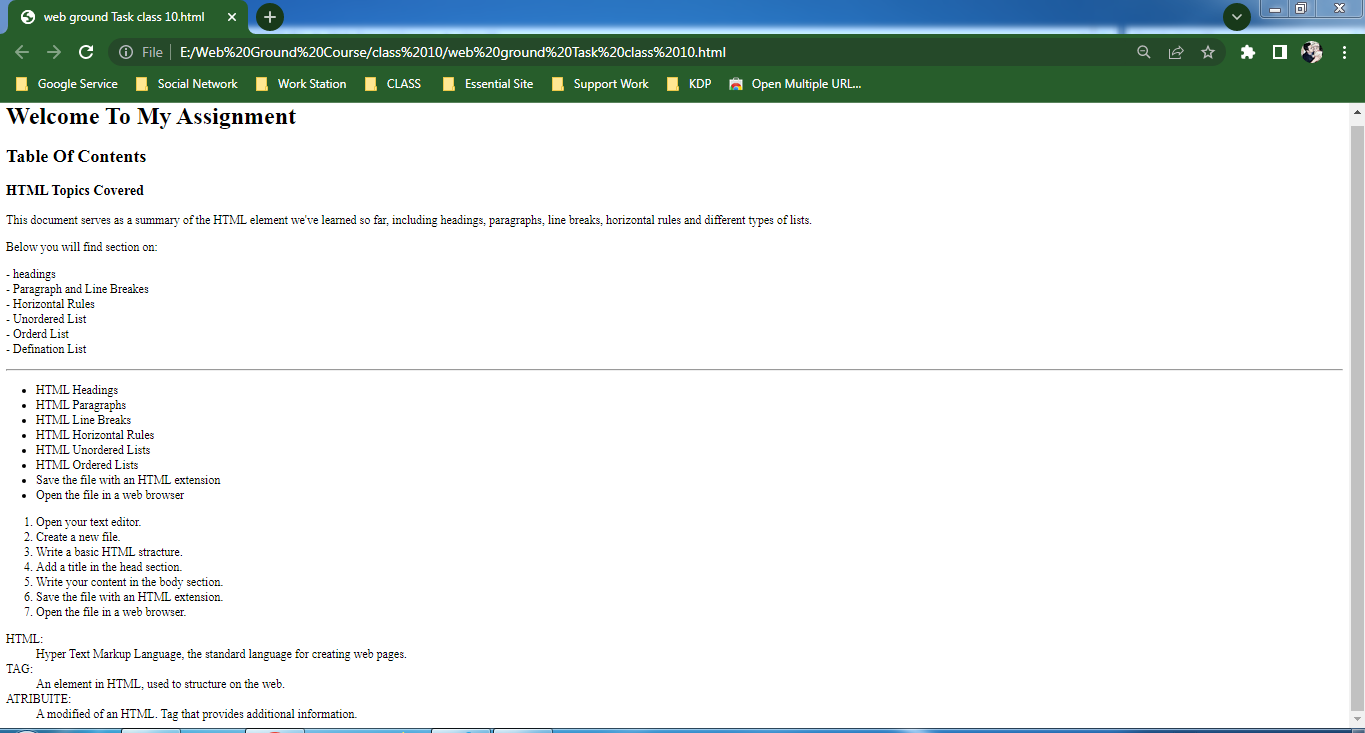 web ground Task class 10.html
File E:/Web%20Ground%20Course/class%2010/web%20ground%20Task%20class%2010.html
Google Service Social Network Work Station CLASS Essential Site Support Work KDP Open Multiple URL...
Welcome To My Assignment
Table Of Contents
HTML Topics Covered
This document serves as a summary of the HTML element we've learned so far, including headings, paragraphs, line breaks, horizontal rules and different types of lists.
Below you will find section on:
- headings
- Paragraph and Line Breakes
- Horizontal Rules
- Unordered List
- Orderd List
- Defination List
• HTML Headings
• HTML Paragraphs
• HTML Line Breaks
• HTML Horizontal Rules
• HTML Unordered Lists
• HTML Ordered Lists
• Save the file with an HTML extension
• Open the file in a web browser
1. Open your text editor.
2. Create a new file.
3. Write a basic HTML stracture.
4. Add a title in the head section.
5. Write your content in the body section.
6. Save the file with an HTML extension.
7. Open the file in a web browser.
HTML:
Hyper Text Markup Language, the standard language for creating web pages.
TAG:
An element in HTML, used to structure on the web.
ATRIBUITE:
A modified of an HTML. Tag that provides additional information.